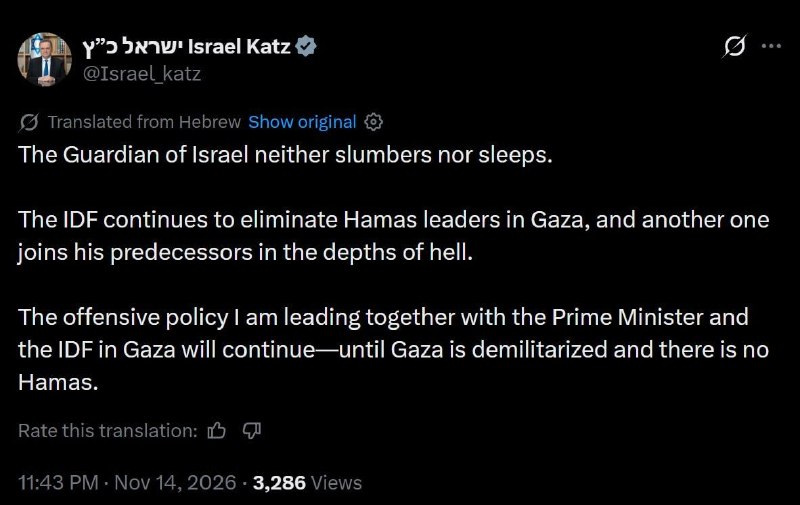 ישראל כ”ץ Israel Katz
@Israel_katz
Translated from Hebrew Show original
The Guardian of Israel neither slumbers nor sleeps.
The IDF continues to eliminate Hamas leaders in Gaza, and another one
joins his predecessors in the depths of hell.
The offensive policy I am leading together with the Prime Minister and
the IDF in Gaza will continue—until Gaza is demilitarized and there is no
Hamas.
Rate this translation:
11:43 PM · Nov 14, 2026 · 3,286 Views